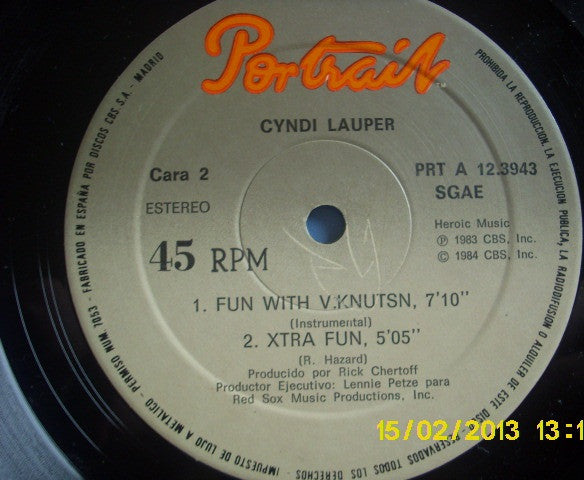 Portrait
TM
CYNDI LAUPER
Cara 2
ESTEREO
PRT A 12.3943
SGAE
45 RPM
Heroic Music
Ⓟ 1983 CBS, Inc.
© 1984 CBS, Inc.
1. FUN WITH V.KNUTSN, 7'10"
(Instrumental)
2. XTRA FUN, 5'05"
(R. Hazard)
Producido por Rick Chertoff
Productor Ejecutivo: Lennie Petze para
Red Sox Music Productions, Inc.
IMPUESTO DE LUJO A METALICO - PERMISO NUM. 7053 - FABRICADO EN ESPAÑA POR DISCOS CBS S.A. - MADRID
PROHIBIDA LA REPRODUCCION, LA EJECUCION PUBLICA, LA RADIODIFUSION O ALQUILER DE ESTE DISCO RESERVADOS TODOS LOS DERECHOS
15/02/2013 13:1